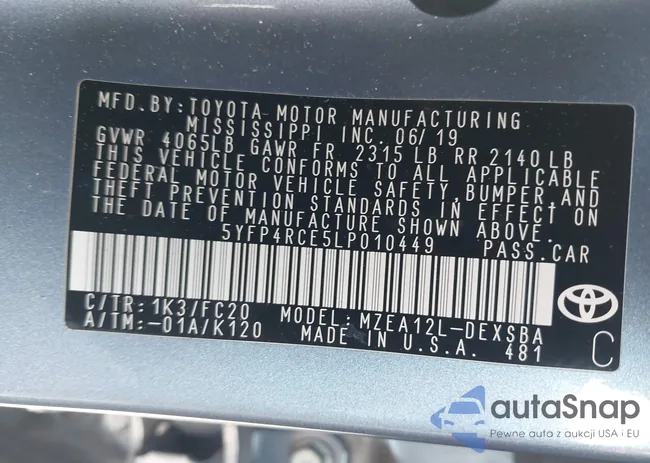 MFD. BY: TOYOTA MOTOR MANUFACTURING
MISSISSIPPI INC. 06/19
GVWR 4065LB GAWR FR. 2315 LB RR 2140 LB
THIS VEHICLE CONFORMS TO ALL APPLICABLE
FEDERAL MOTOR VEHICLE SAFETY, BUMPER, AND
THEFT PREVENTION STANDARDS IN EFFECT ON
THE DATE OF MANUFACTURE SHOWN ABOVE.
5YFP4RCE5LP010449 PASS. CAR
C/TR: 1K3/FC20 MODEL: MZEA12L-DEXSBA
A/TM: -01A/K120 MADE IN U.S.A. 481
C
autaSnap
Pewne auta z aukcji USA i EU